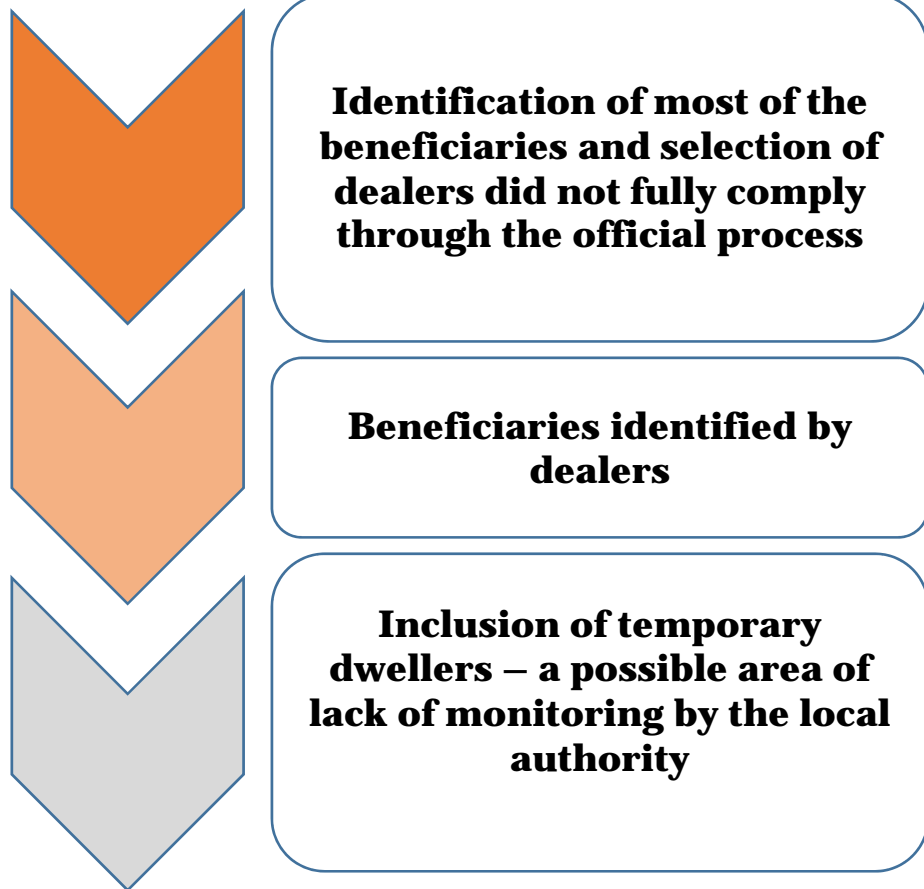 Identification of most of the
beneficiaries and selection of
dealers did not fully comply
through the official process
Beneficiaries identified by
dealers
Inclusion of temporary
dwellers – a possible area of
lack of monitoring by the local
authority